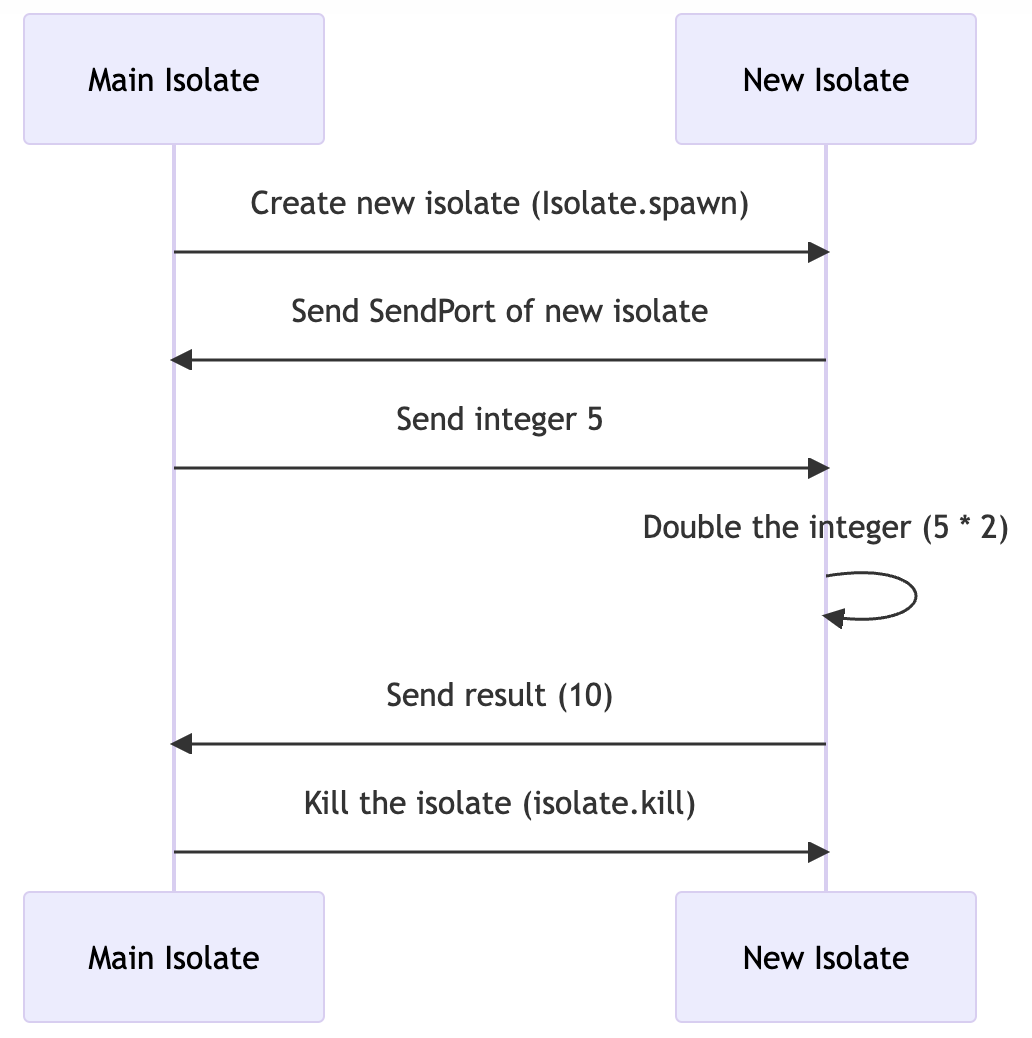 Main Isolate
New Isolate
Create new isolate (Isolate.spawn)
Send SendPort of new isolate
Send integer 5
Double the integer (5 * 2)
Send result (10)
Kill the isolate (isolate.kill)
Main Isolate
New Isolate